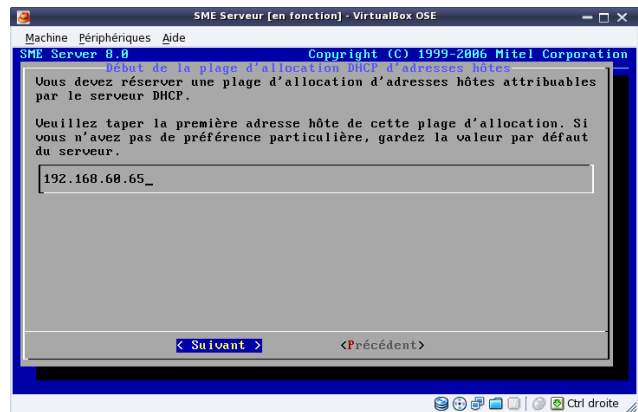 SME Serveur [en fonction] - VirtualBox OSE
Machine Périphériques Aide
SME Server 8.0 Copyright (C) 1999-2006 Mitel Corporation
Début de la plage d'allocation DHCP d'adresses hôtes
Vous devez réserver une plage d'allocation d'adresses hôtes attribuables
par le serveur DHCP.
Veuillez taper la première adresse hôte de cette plage d'allocation. Si
vous n'avez pas de préférence particulière, gardez la valeur par défaut
du serveur.
192.168.60.65_
< Suivant > <Précédent>
Ctrl droite